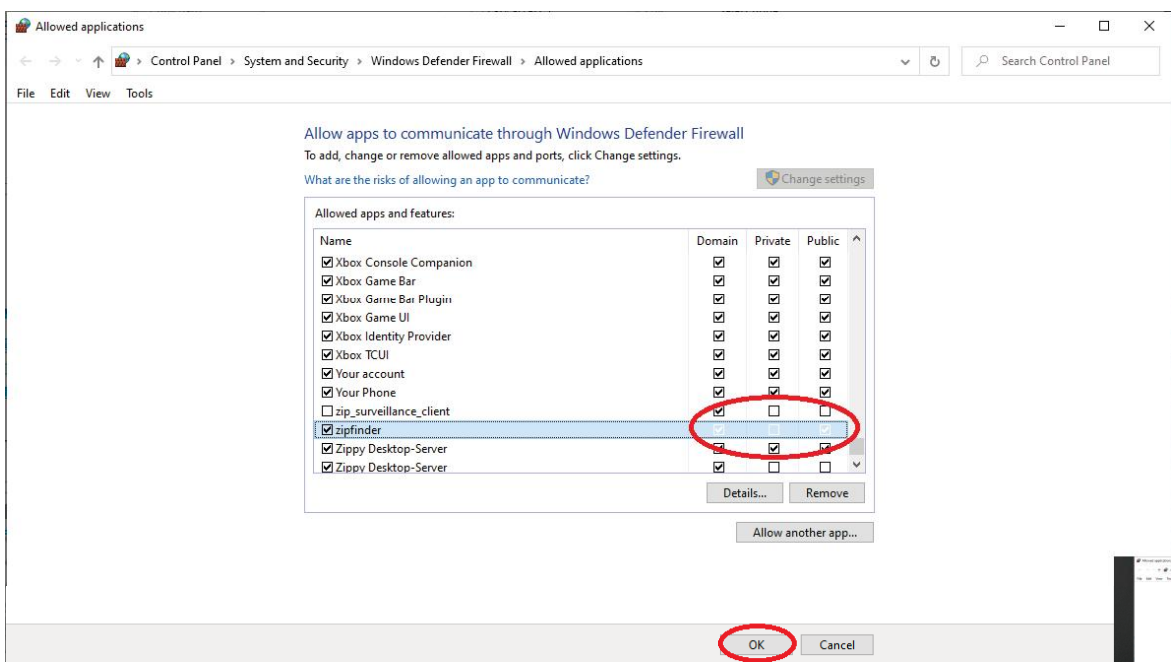 Allowed applications
Control Panel > System and Security > Windows Defender Firewall > Allowed applications
Search Control Panel
File Edit View Tools
Allow apps to communicate through Windows Defender Firewall
To add, change or remove allowed apps and ports, click Change settings.
What are the risks of allowing an app to communicate?
Change settings
Allowed apps and features:
Name Domain Private Public
Xbox Console Companion
Xbox Game Bar
Xbox Game Bar Plugin
Xbox Game UI
Xbox Identity Provider
Xbox TCUI
Your account
Your Phone
zip_surveillance_client
zipfinder
Zippy Desktop-Server
Zippy Desktop-Server
Details... Remove
Allow another app...
OK Cancel